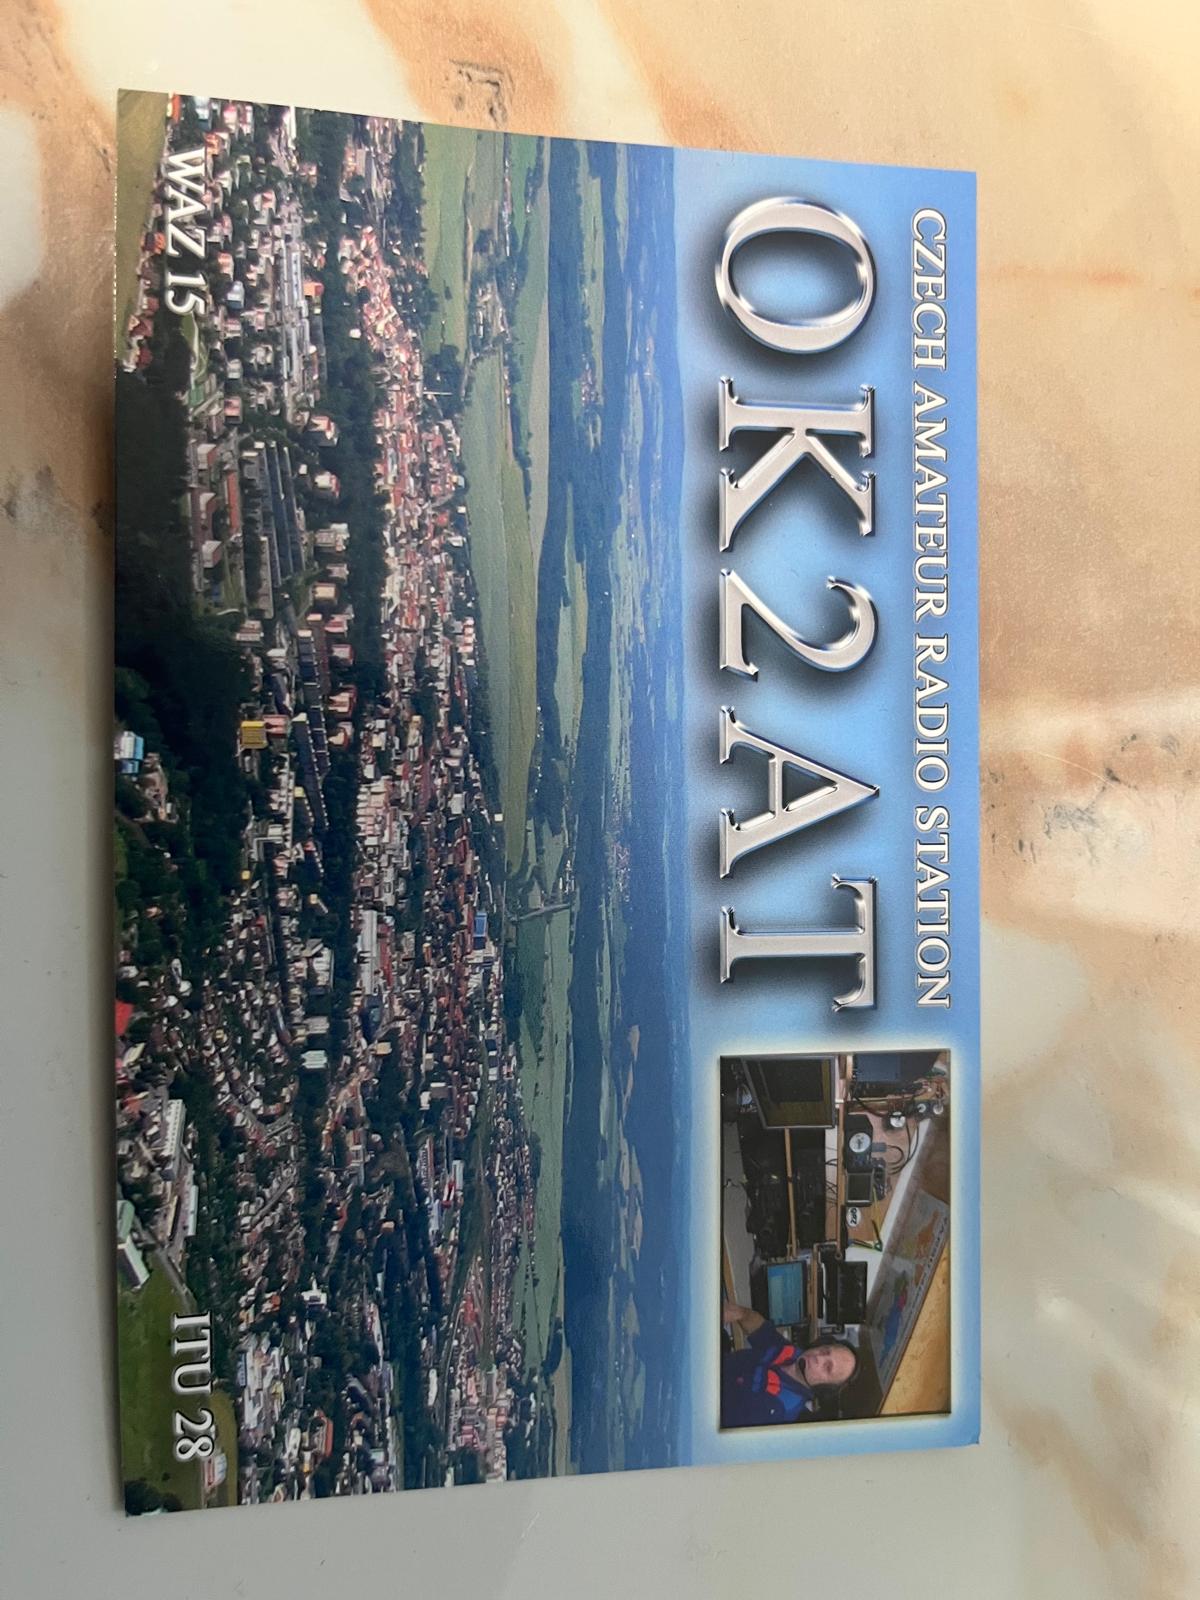 CZECH AMATEUR RADIO STATION
OK2AT
WAZ 15
ITU 28